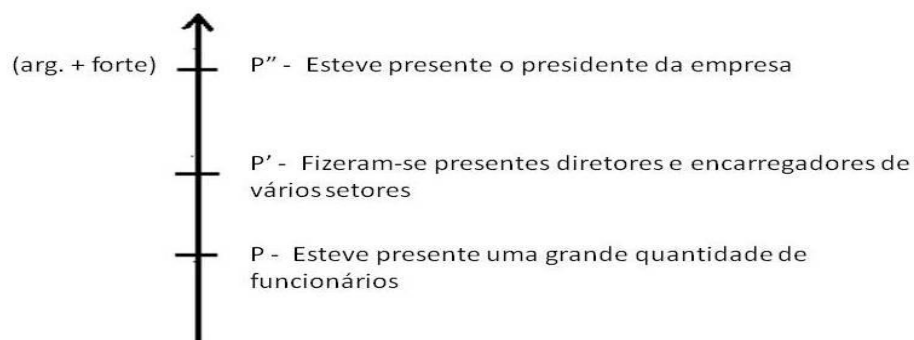 (arg. + forte) P″ - Esteve presente o presidente da empresa
P’ - Fizeram-se presentes diretores e encarregadores de
vários setores
P - Esteve presente uma grande quantidade de
funcionários